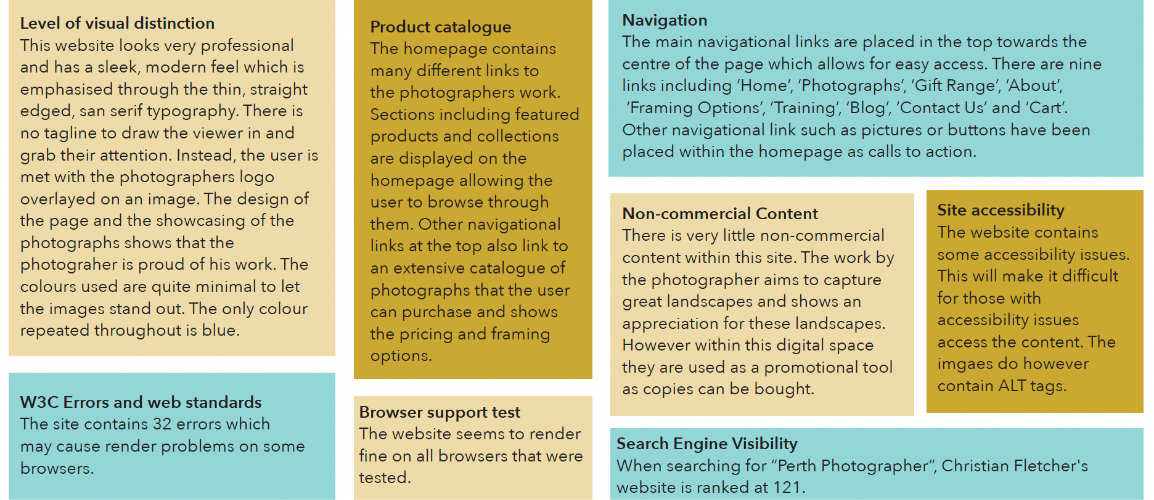 Level of visual distinction
This website looks very professional
and has a sleek, modern feel which is
emphasised through the thin, straight
edged, san serif typography. There is
no tagline to draw the viewer in and
grab their attention. Instead, the user is
met with the photographers logo
overlayed on an image. The design of
the page and the showcasing of the
photographs shows that the
photograher is proud of his work. The
colours used are quite minimal to let
the images stand out. The only colour
repeated throughout is blue.
W3C Errors and web standards
The site contains 32 errors which
may cause render problems on some
browsers.
Product catalogue
The homepage contains
many different links to
the photographers work.
Sections including featured
products and collections
are displayed on the
homepage allowing the
user to browse through
them. Other navigational
links at the top also link to
an extensive catalogue of
photographs that the user
can purchase and shows
the pricing and framing
options.
Browser support test
The website seems to render
fine on all browsers that were
tested.
Navigation
The main navigational links are placed in the top towards the
centre of the page which allows for easy access. There are nine
links including ‘Home’, ‘Photographs’, ‘Gift Range’, ‘About’,
‘Framing Options’, ‘Training’, ‘Blog’, ‘Contact Us’ and ‘Cart’.
Other navigational link such as pictures or buttons have been
placed within the homepage as calls to action.
Non-commercial Content
There is very little non-commercial
content within this site. The work by
the photographer aims to capture
great landscapes and shows an
appreciation for these landscapes.
However within this digital space
they are used as a promotional tool
as copies can be bought.
Site accessibility
The website contains
some accessibility issues.
This will make it difficult
for those with
accessibility issues
access the content. The
imgaes do however
contain ALT tags.
Search Engine Visibility
When searching for “Perth Photographer”, Christian Fletcher's
website is ranked at 121.